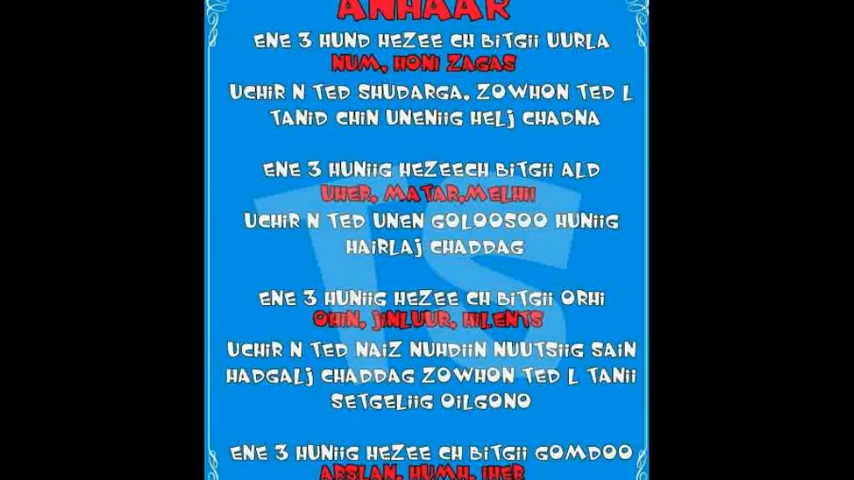 ANHAAR
ENE 3 HUND HEZEE CH BITGII UURLA
NUM, HONI ZAGAS
UCHIR N TED SHUDARGA, ZOWHON TED L
TANID CHIN UNENIIG HELJ CHADNA
ENE 3 HUNIIG HEZEECH BITGII ALD
UHER, MATAR,MELHII
UCHIR N TED UNEN GOLOOSOO HUNIIG
HAIRLAJ CHADDAG
ENE 3 HUNIIG HEZEE CH BITGII ORHI
OHIN, JINLUUR, HILENTS
UCHIR N TED NAIZ NUHDIIN NUUTSIIG SAIN
HADGALJ CHADDAG ZOWHON TED L TANII
SETGELIIG OILGONO
ENE 3 HUNIIG HEZEE CH BITGII GOMDOO
ARSLAN, HUMH, IHER